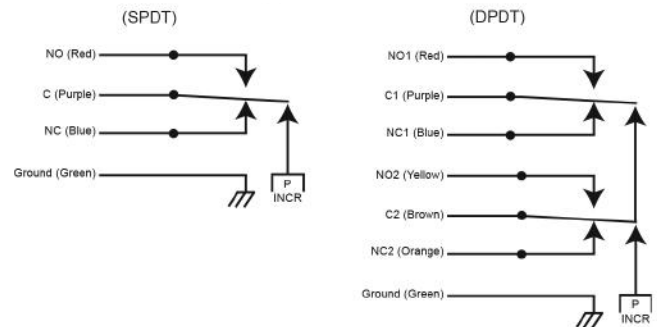 (SPDT)
NO (Red)
C (Purple)
NC (Blue)
Ground (Green)
P
INCR
(DPDT)
NO1 (Red)
C1 (Purple)
NC1 (Blue)
NO2 (Yellow)
C2 (Brown)
NC2 (Orange)
Ground (Green)
P
INCR